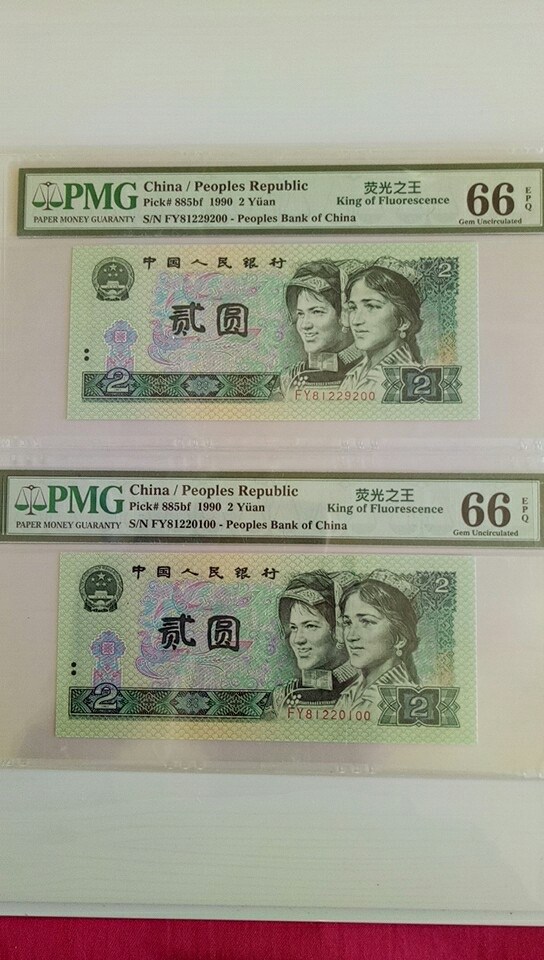 PMG
PAPER MONEY GUARANTY
China / Peoples Republic
Pick# 885bf 1990 2 Yüan
S/N FY81229200 - Peoples Bank of China
荧光之王
King of Fluorescence
66 EPQ
Gem Uncirculated
中国人民银行
贰圆
2
2
2
FY81229200
PMG
PAPER MONEY GUARANTY
China / Peoples Republic
Pick# 885bf 1990 2 Yüan
S/N FY81220100 - Peoples Bank of China
荧光之王
King of Fluorescence
66 EPQ
Gem Uncirculated
中国人民银行
贰圆
2
2
2
FY81220100